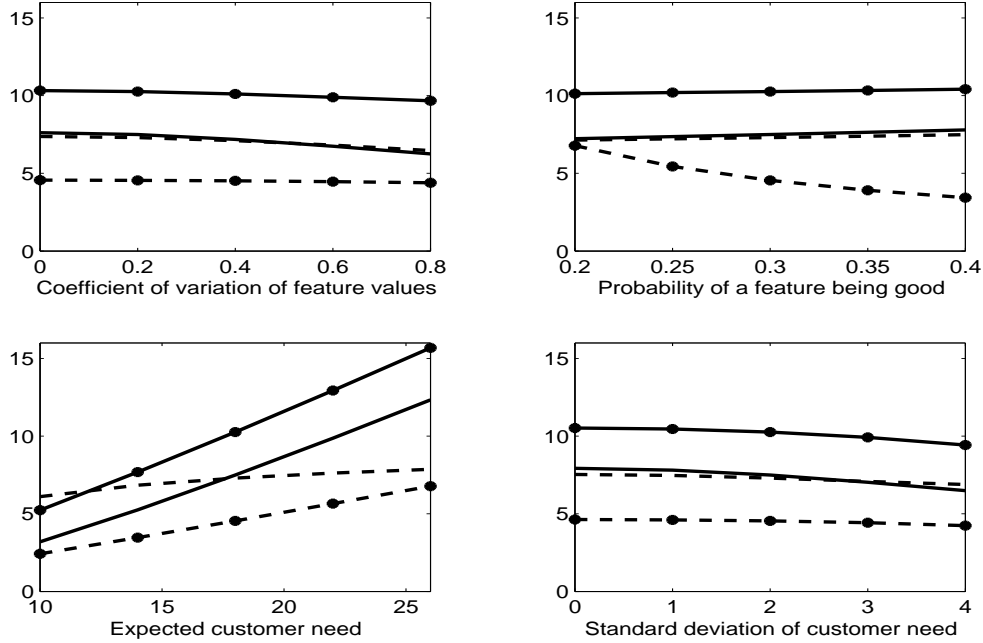 15
10
5
0
0 0.2 0.4 0.6 0.8
Coefficient of variation of feature values
15
10
5
0
0.2 0.25 0.3 0.35 0.4
Probability of a feature being good
15
10
5
0
10 15 20 25
Expected customer need
15
10
5
0
0 1 2 3 4
Standard deviation of customer need